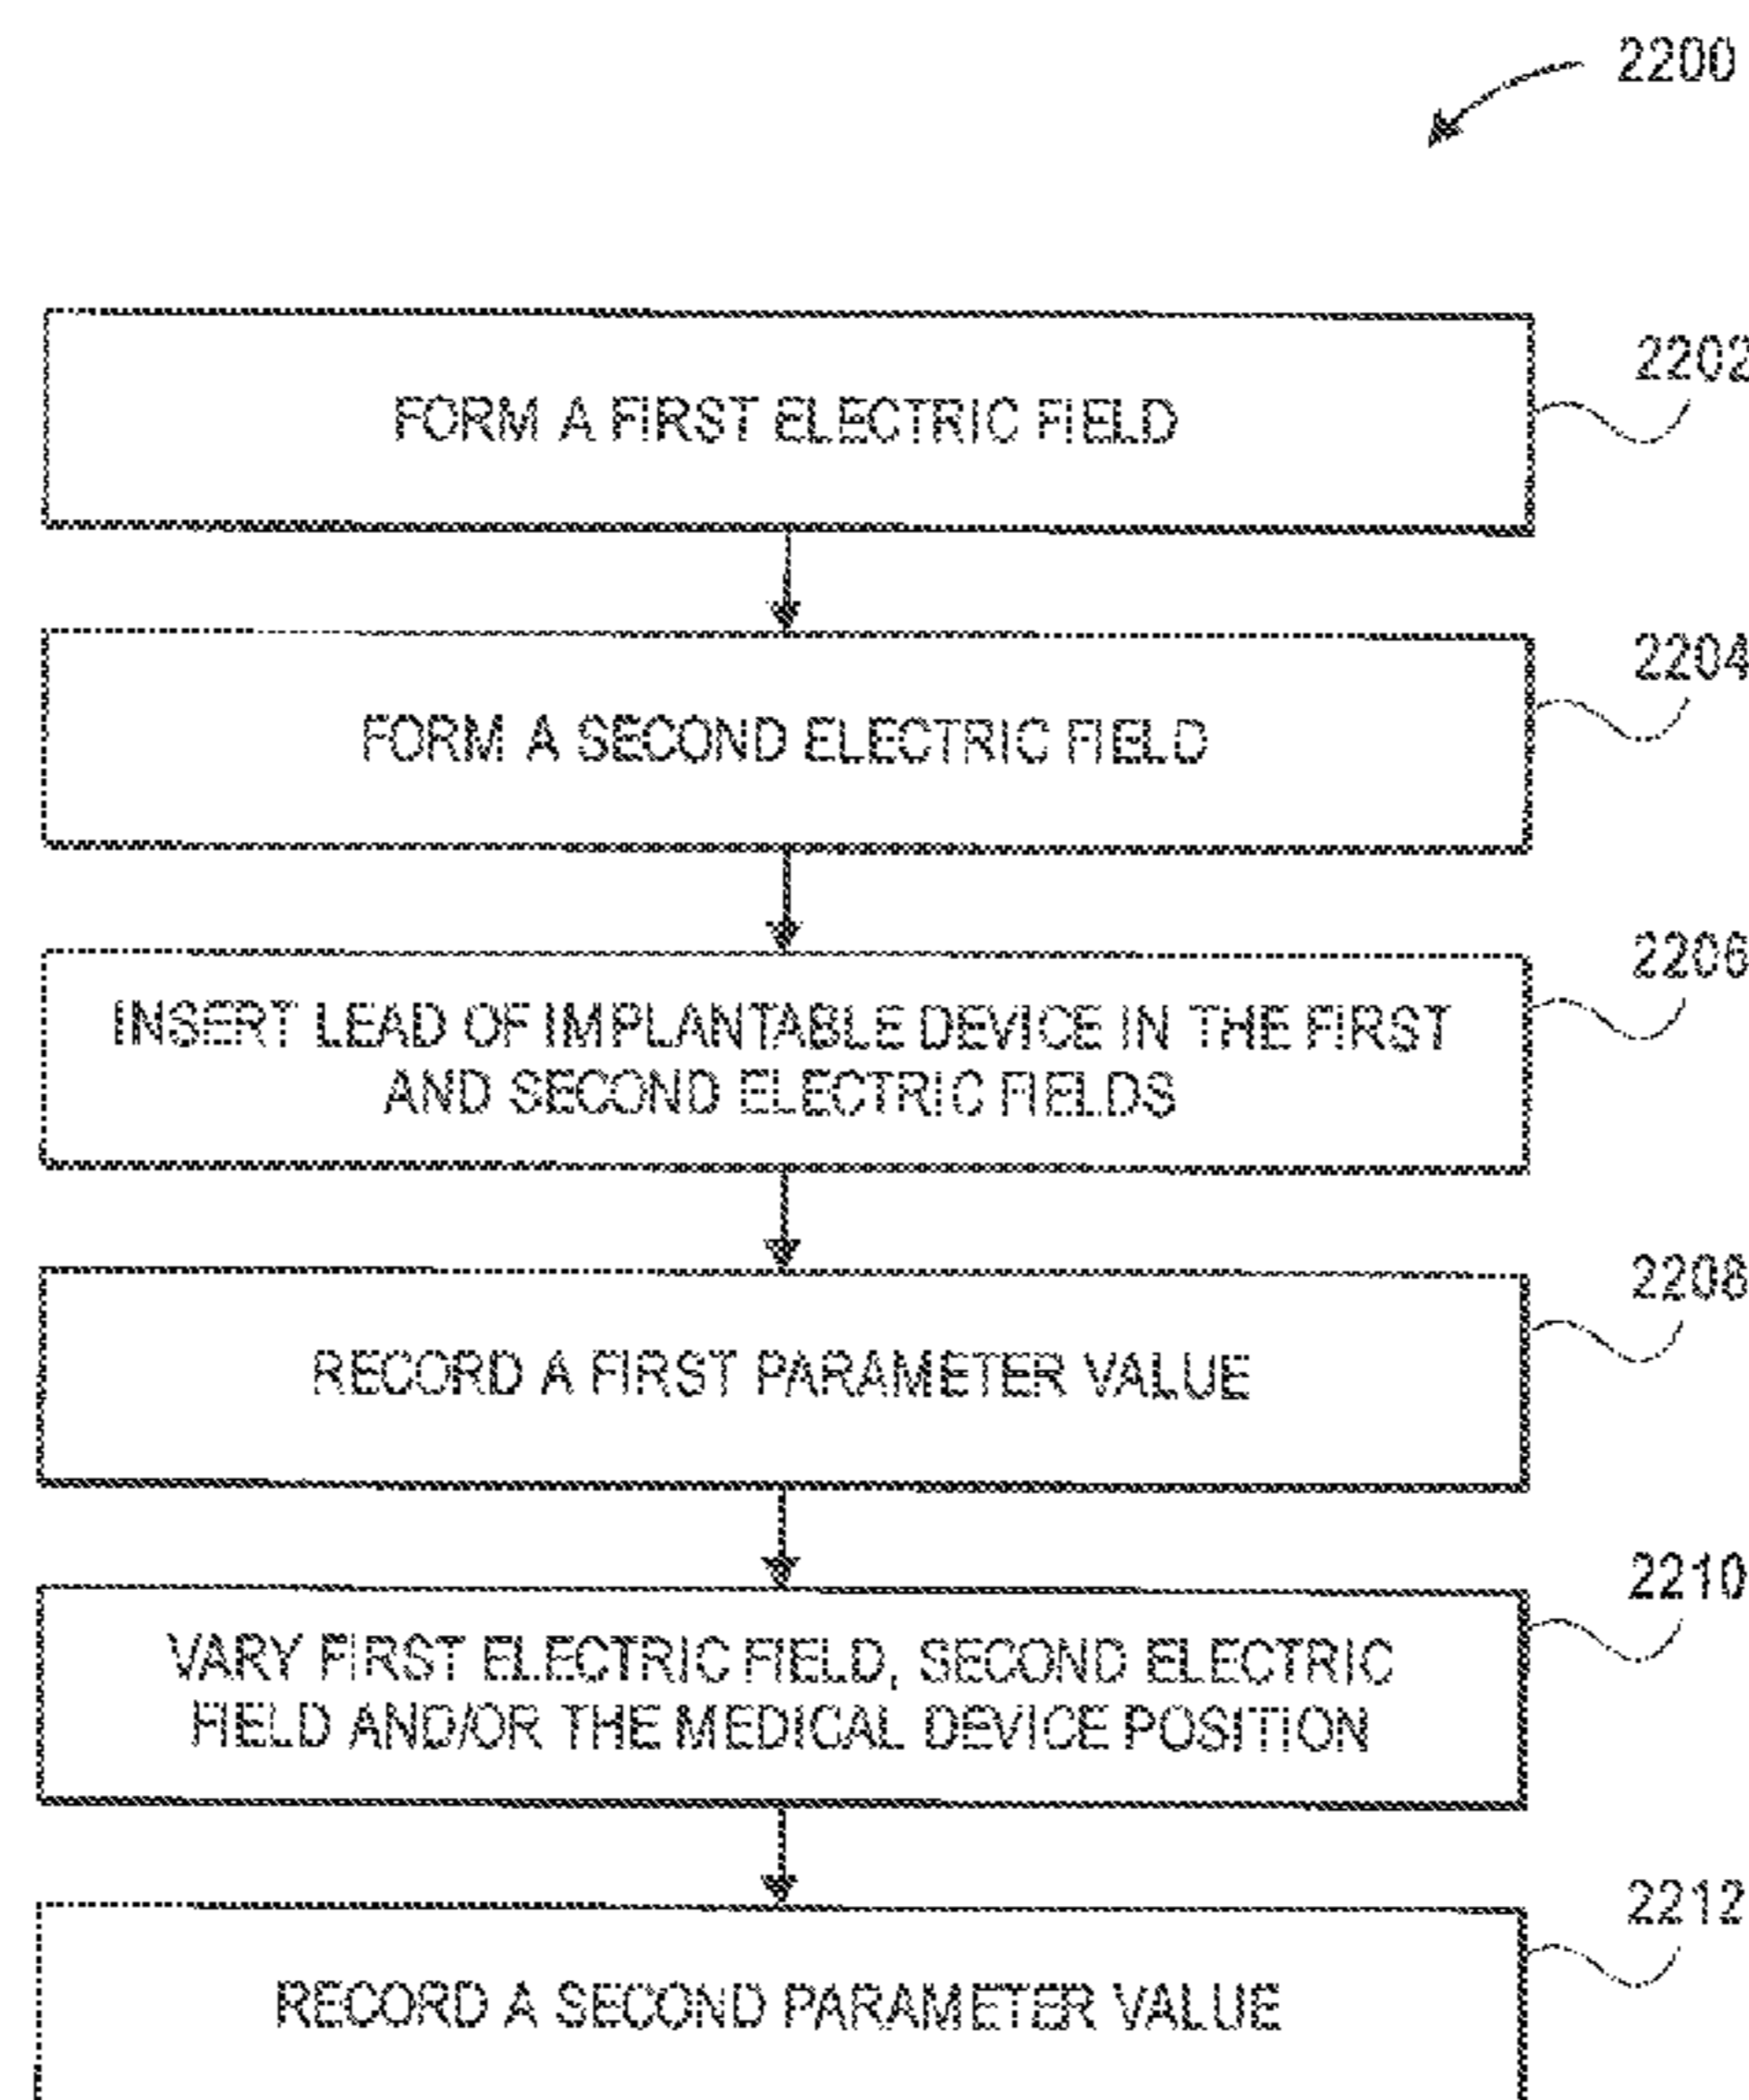 2200
FORM A FIRST ELECTRIC FIELD
2202
FORM A SECOND ELECTRIC FIELD
2204
INSERT LEAD OF IMPLANTABLE DEVICE IN THE FIRST
AND SECOND ELECTRIC FIELDS
2206
RECORD A FIRST PARAMETER VALUE
2208
VARY FIRST ELECTRIC FIELD, SECOND ELECTRIC
FIELD AND/OR THE MEDICAL DEVICE POSITION
2210
RECORD A SECOND PARAMETER VALUE
2212